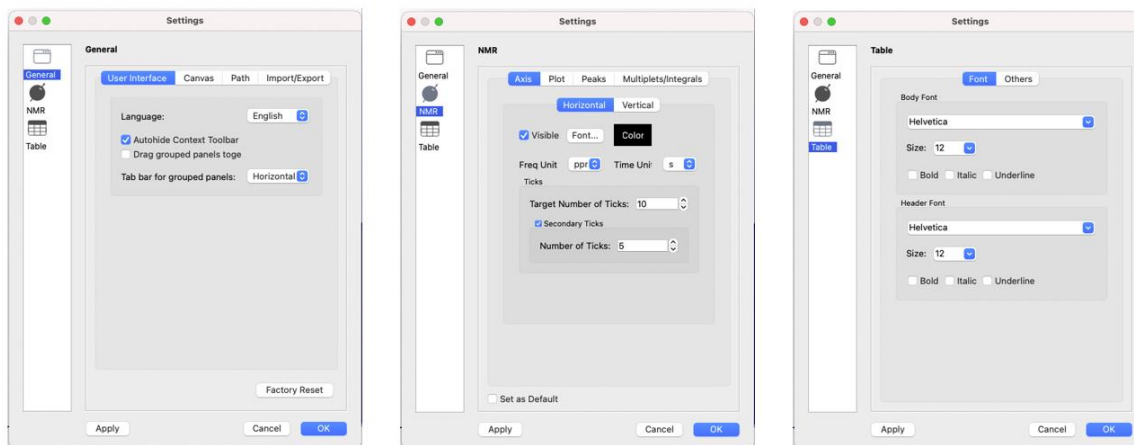 Settings
General
General
NMR
Table
User Interface Canvas Path Import/Export
Language: English
Autohide Context Toolbar
Drag grouped panels toge
Tab bar for grouped panels: Horizontal
Factory Reset
Apply Cancel OK
Settings
NMR
General
NMR
Table
Axis Plot Peaks Multiplets/Integrals
Horizontal Vertical
Visible Font... Color
Freq Unit ppr Time Uni s
Ticks
Target Number of Ticks: 10
Secondary Ticks
Number of Ticks: 5
Set as Default
Apply Cancel OK
Settings
Table
General
NMR
Table
Font Others
Body Font
Helvetica
Size: 12
Bold Italic Underline
Header Font
Helvetica
Size: 12
Bold Italic Underline
Apply Cancel OK